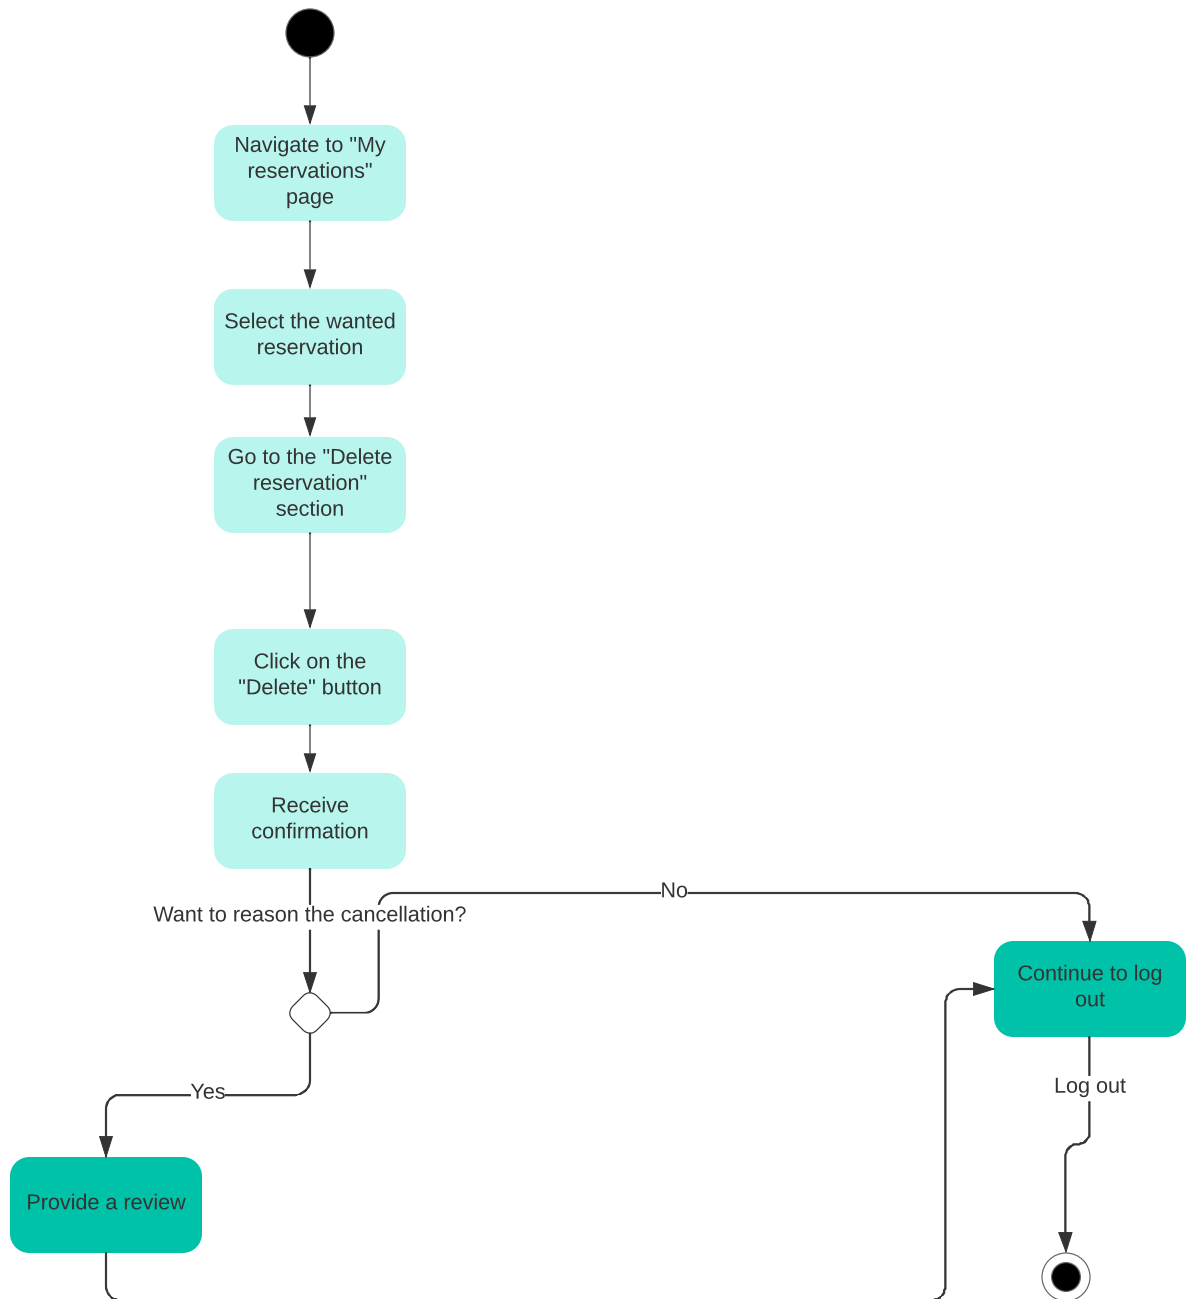 Navigate to "My
reservations"
page
Select the wanted
reservation
Go to the "Delete
reservation"
section
Click on the
"Delete" button
Receive
confirmation
No
Want to reason the cancellation?
Continue to log
out
Log out
Yes
Provide a review